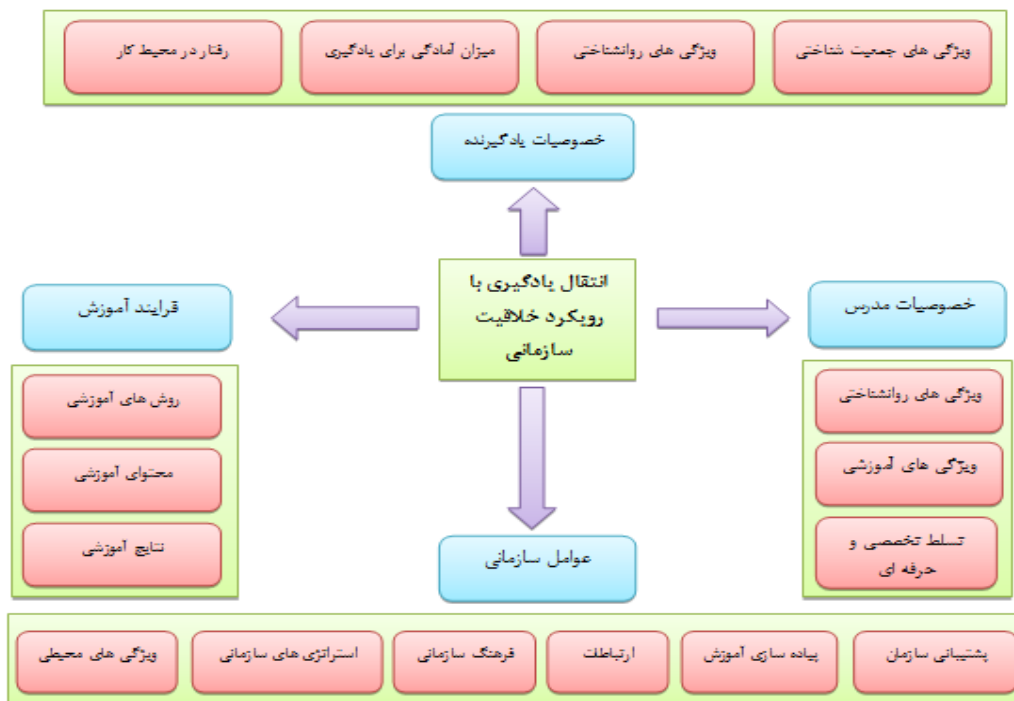 ویژگی های جمعیت شناختی
ویژگی های روانشناختی
میزان آمادگی برای یادگیری
رفتار در محیط کار
خصوصیات یادگیرنده
انتقال یادگیری با
رویکرد خلاقیت
سازمانی
خصوصیات مدرس
ویژگی های روانشناختی
ویژگی های آموزشی
تسلط تخصصی و
حرفه ای
قرایند آموزش
روش های آموزشی
محتوای آموزشی
نتایج آموزشی
عوامل سازمانی
پشتیبانی سازمان
پیاده سازی آموزش
ارتباطات
فرهنگ سازمانی
استراتژی های سازمانی
ویژگی های محیطی